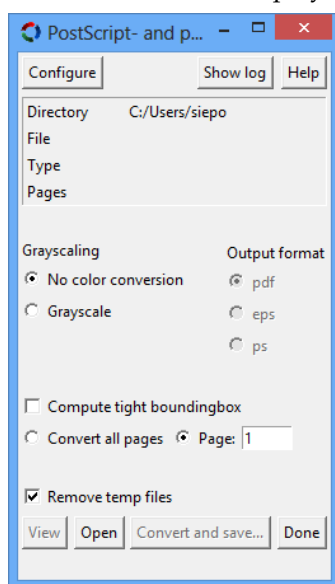 PostScript- and p...
Configure Show log Help
Directory C:/Users/siepo
File
Type
Pages
Grayscaling Output format
No color conversion pdf
Grayscale eps
ps
Compute tight boundingbox
Convert all pages Page: 1
Remove temp files
View Open Convert and save... Done